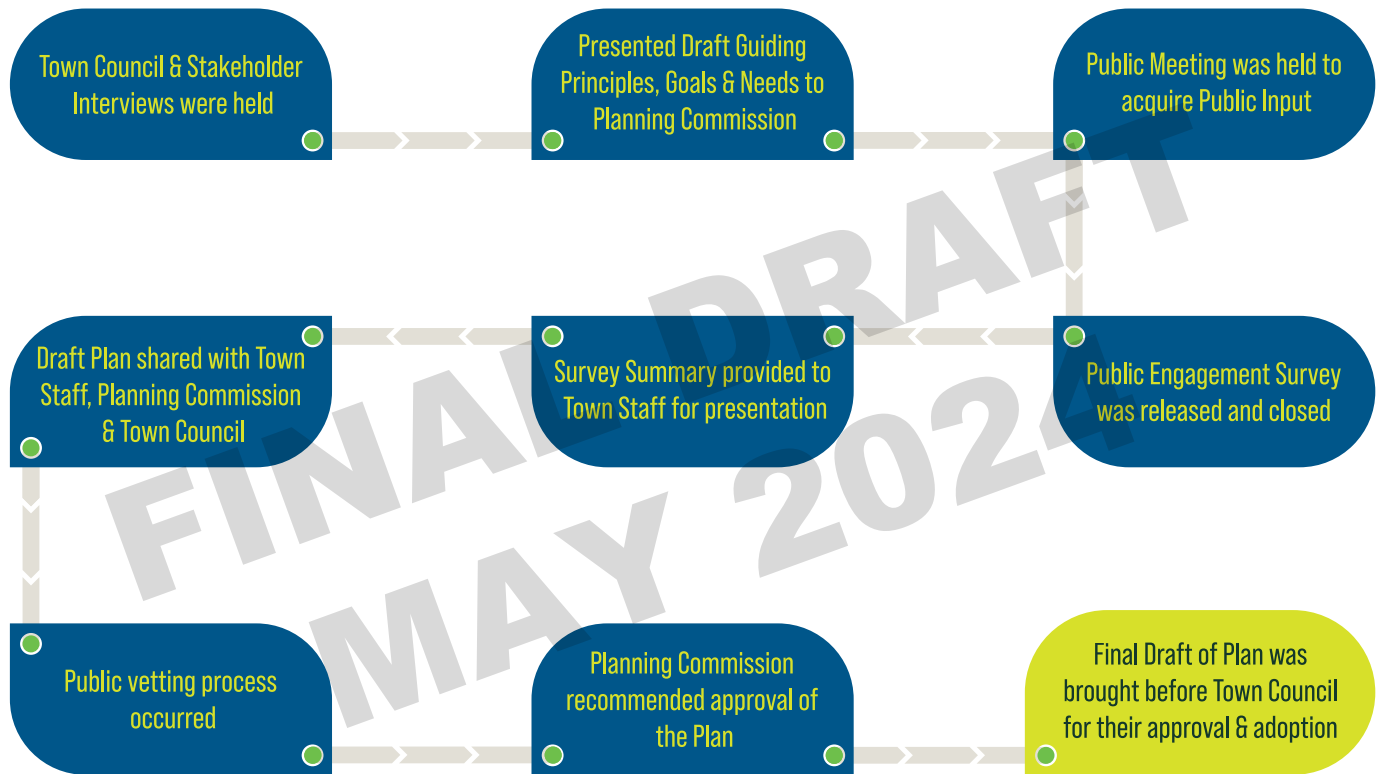 Town Council & Stakeholder
Interviews were held
Presented Draft Guiding
Principles, Goals & Needs to
Planning Commission
Public Meeting was held to
acquire Public Input
Public Engagement Survey
was released and closed
Survey Summary provided to
Town Staff for presentation
Draft Plan shared with Town
Staff, Planning Commission
& Town Council
Public vetting process
occurred
Planning Commission
recommended approval of
the Plan
Final Draft of Plan was
brought before Town Council
for their approval & adoption
FINAL DRAFT
MAY 2024